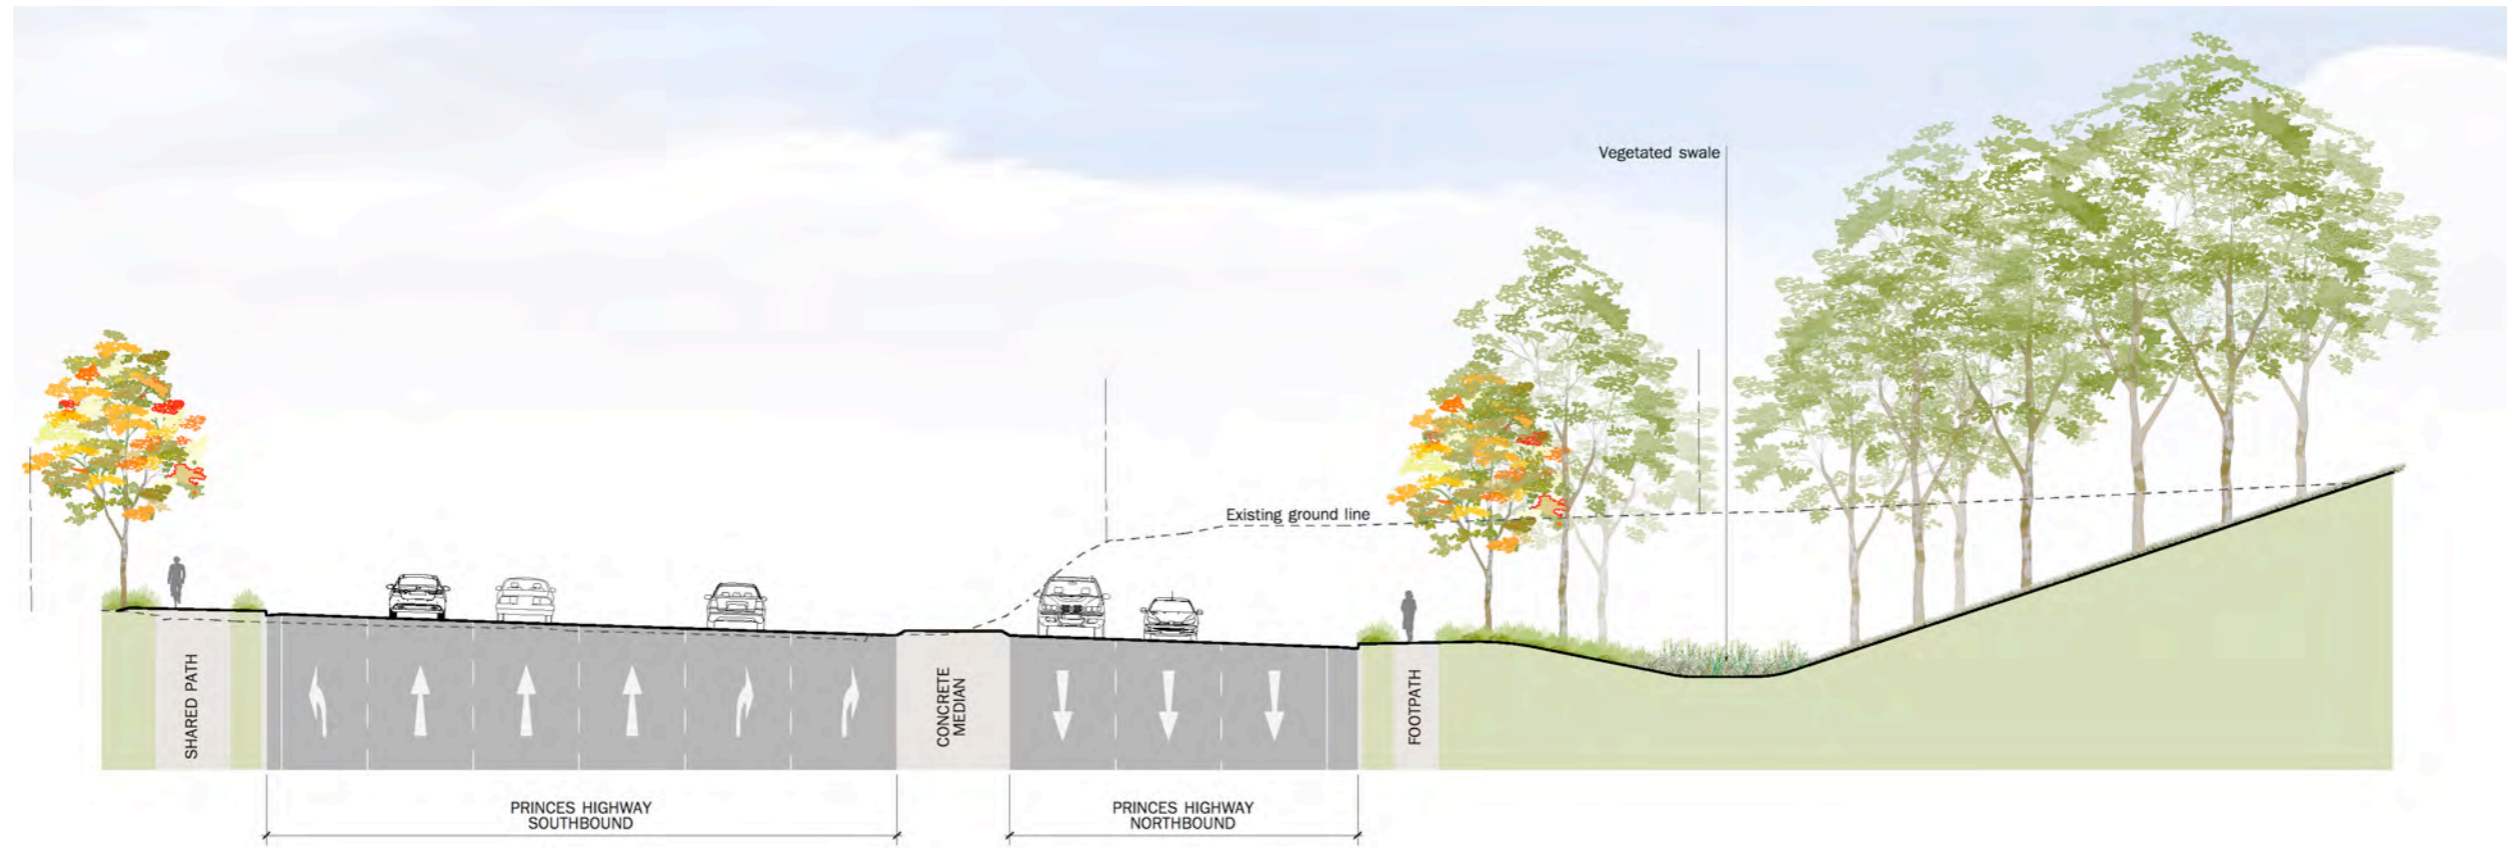 Vegetated swale
Existing ground line
SHARED PATH
CONCRETE
MEDIAN
FOOTPATH
PRINCES HIGHWAY
SOUTHBOUND
PRINCES HIGHWAY
NORTHBOUND